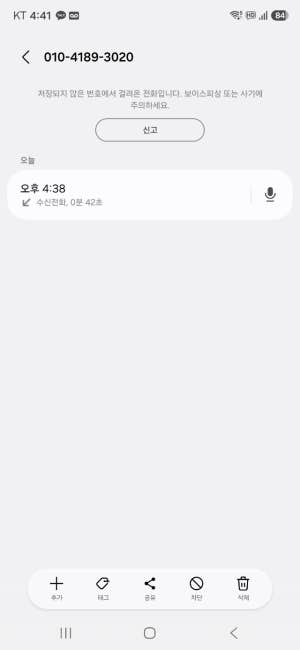 KT 4:41
HD 84
010-4189-3020
저장되지 않은 번호에서 걸려온 전화입니다. 보이스피싱 또는 사기에
주의하세요.
신고
오늘
오후 4:38
수신전화, 0분 42초
추가 태그 공유 차단 삭제